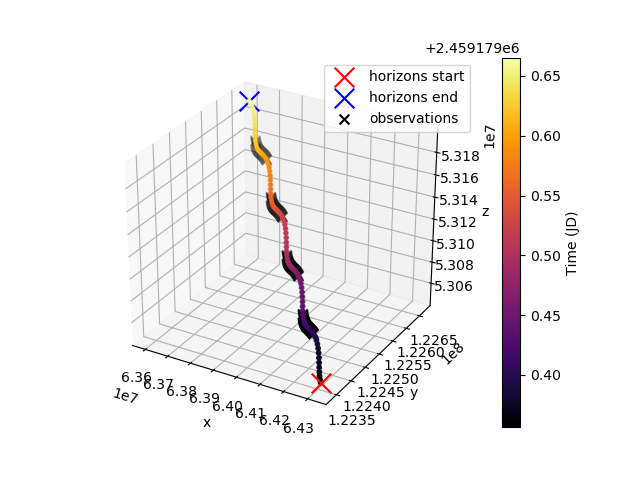 +2.459179e6
horizons start
horizons end
observations
1e7
5.318
5.316
5.314
z
5.312
5.310
5.308
5.306
0.65
0.60
0.55
0.50
0.45
0.40
Time (JD)
1.2265
1.2260
1.2255
1.2250
1.2245
1.2240
1.2235
1e8
y
6.36
6.37
6.38
6.39
6.40
6.41
6.42
6.43
1e7
x